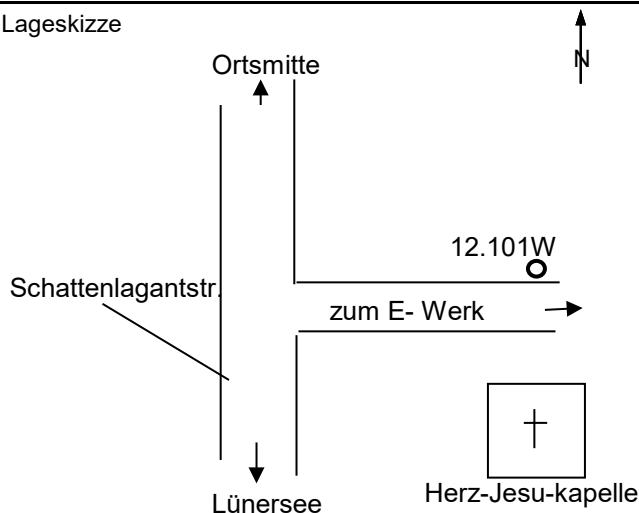 Lageskizze
N
Ortsmitte
12.101W
Schattenlagantstr.
zum E- Werk
Herz-Jesu-kapelle
Lünersee